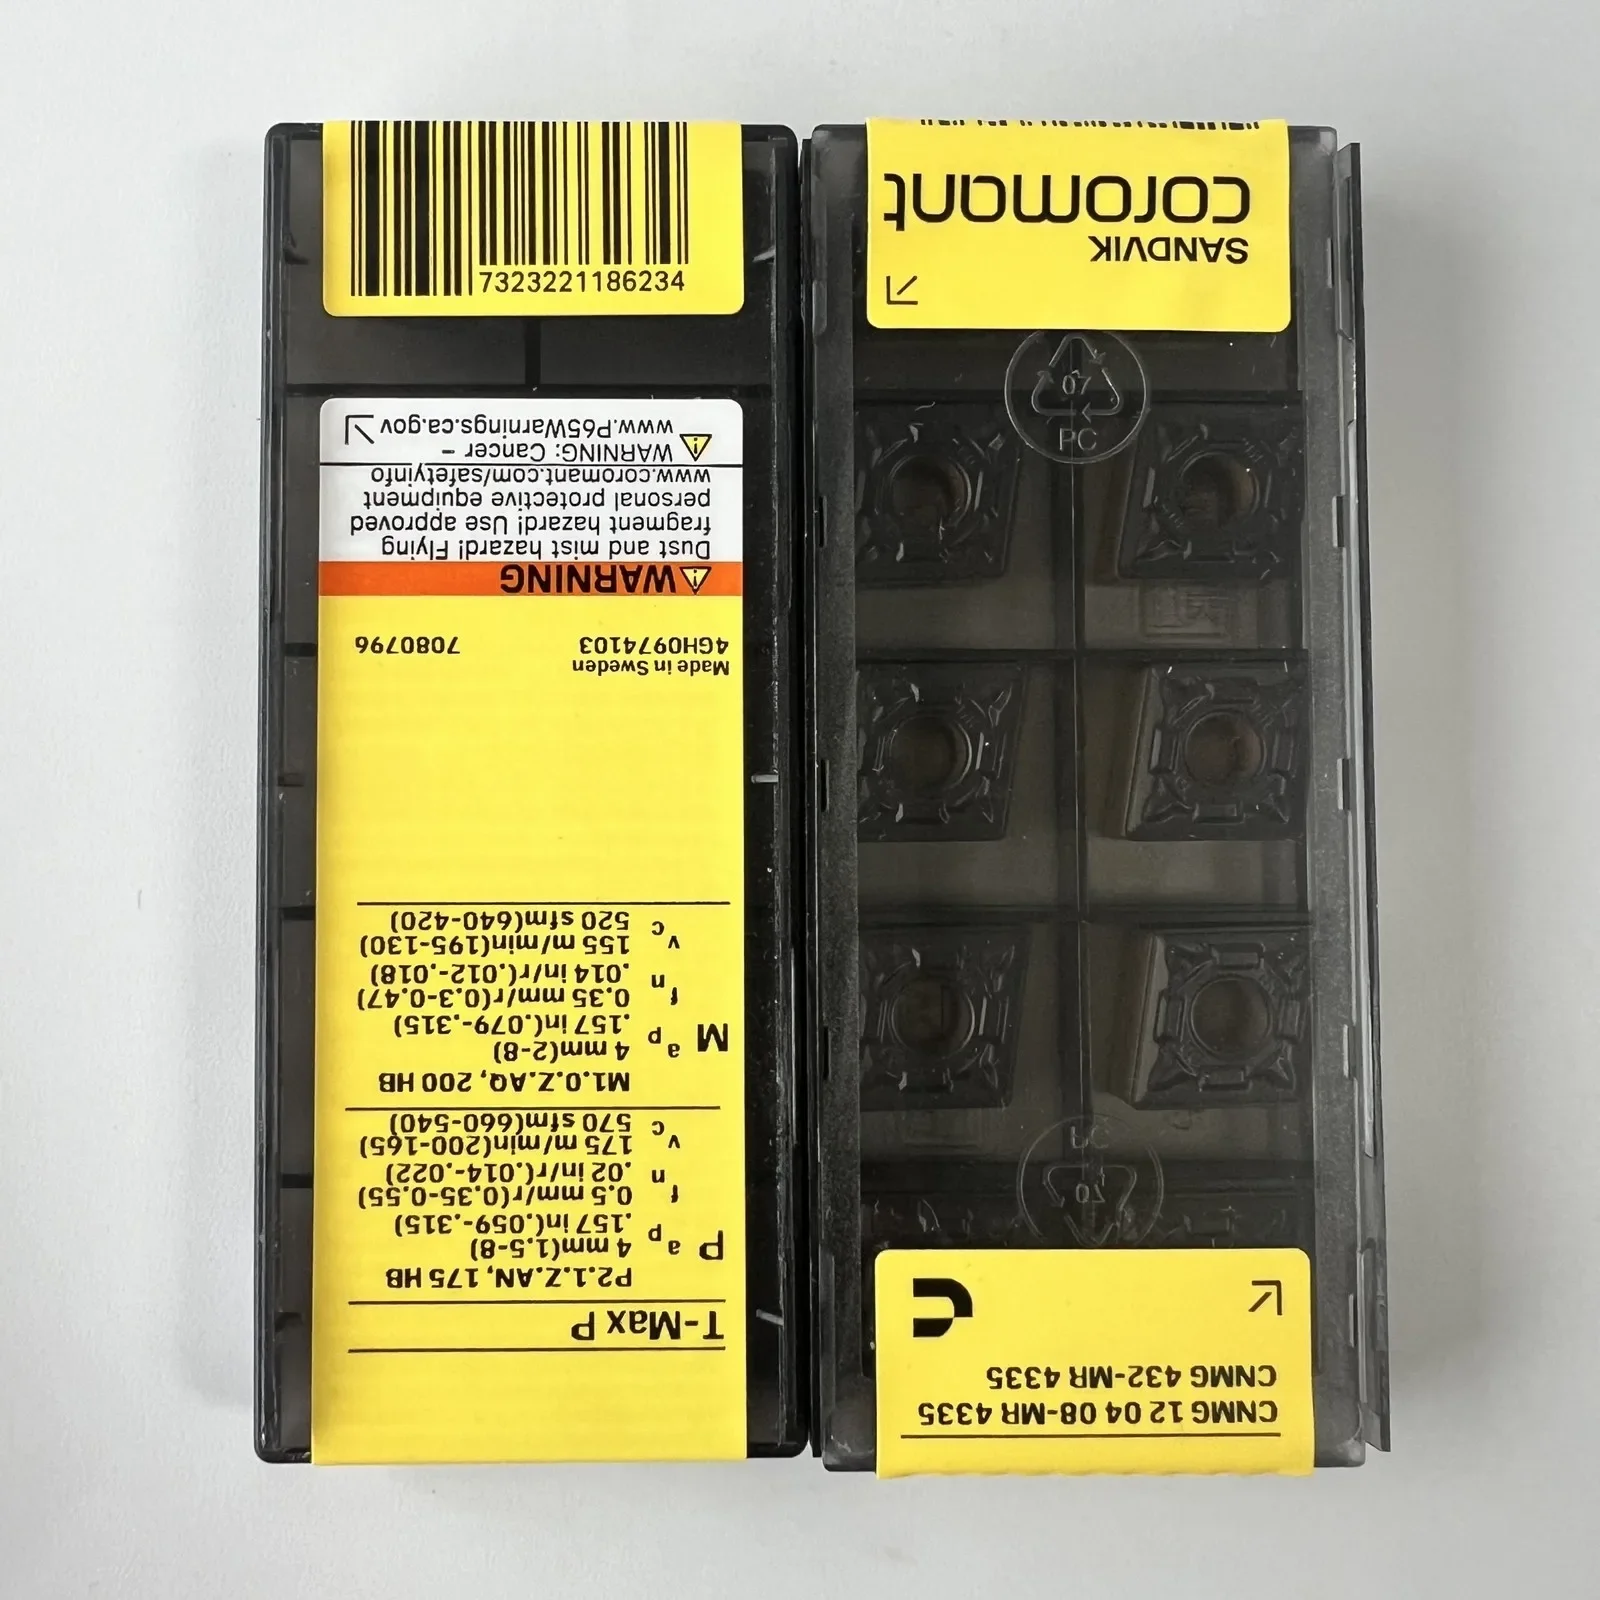 7323221186234
www.P65Warnings.ca.gov
WARNING: Cancer -
www.coromant.com/safetyinfo
personal protective equipment
fragment hazard! Use approved
Dust and mist hazard! Flying
WARNING
4GH0974103 7080796
Made in Sweden
vc 520 sfm(640-420)
155 m/min(195-130)
fn .014 in/r(.012-.018)
0.35 mm/r(0.3-0.47)
ap .157 in(.079-.315)
M 4 mm(2-8)
M1.0.Z.AQ, 200 HB
vc 570 sfm(660-540)
175 m/min(200-165)
fn .02 in/r(.014-.022)
0.5 mm/r(0.35-0.55)
ap .157 in(.059-.315)
P 4 mm(1.5-8)
P2.1.Z.AN, 175 HB
T-Max P
coromant
SANDVIK
07
PC
PC
07
CNMG 432-MR 4335
CNMG 12 04 08-MR 4335